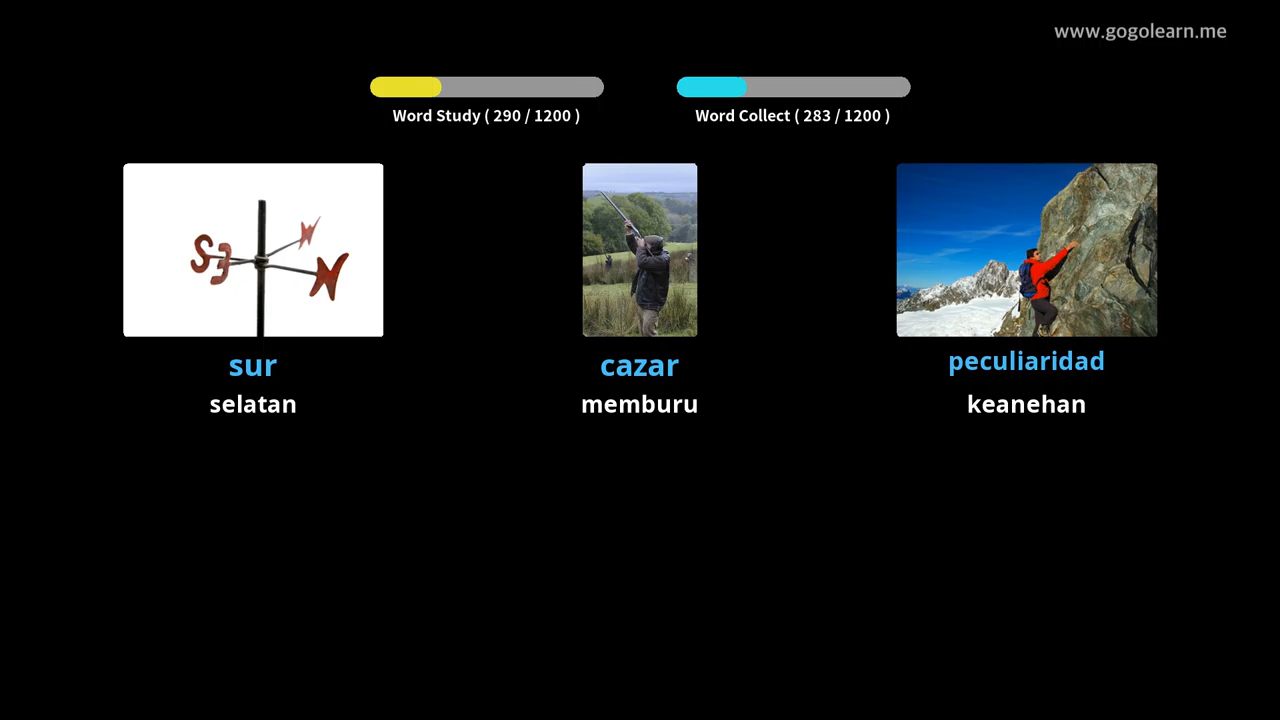 www.gogolearn.me
Word Study ( 290 / 1200 )
Word Collect ( 283 / 1200 )
S E N W
sur
cazar
peculiaridad
selatan
memburu
keanehan